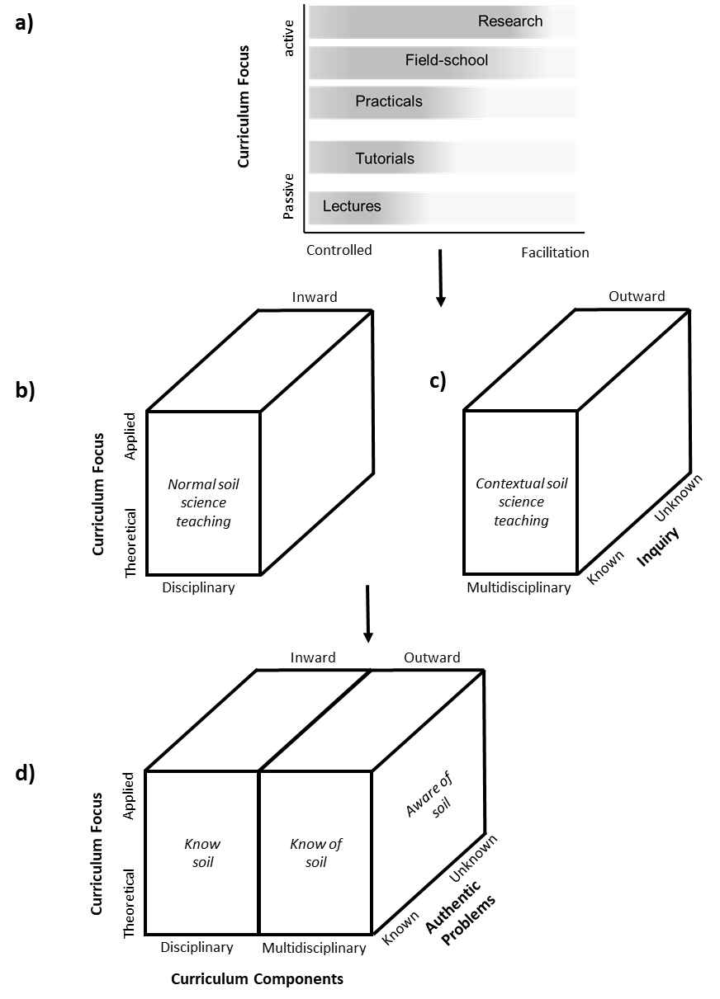 a)
Curriculum Focus
active
Passive
Research
Field-school
Practicals
Tutorials
Lectures
Controlled
Facilitation
b)
Inward
Curriculum Focus
Applied
Theoretical
Normal soil
science
teaching
Disciplinary
c)
Outward
Contextual soil
science
teaching
Multidisciplinary
Known
Unknown
Inquiry
d)
Inward
Outward
Curriculum Focus
Applied
Theoretical
Know
soil
Know of
soil
Aware of
soil
Disciplinary
Multidisciplinary
Known
Unknown
Authentic
Problems
Curriculum Components